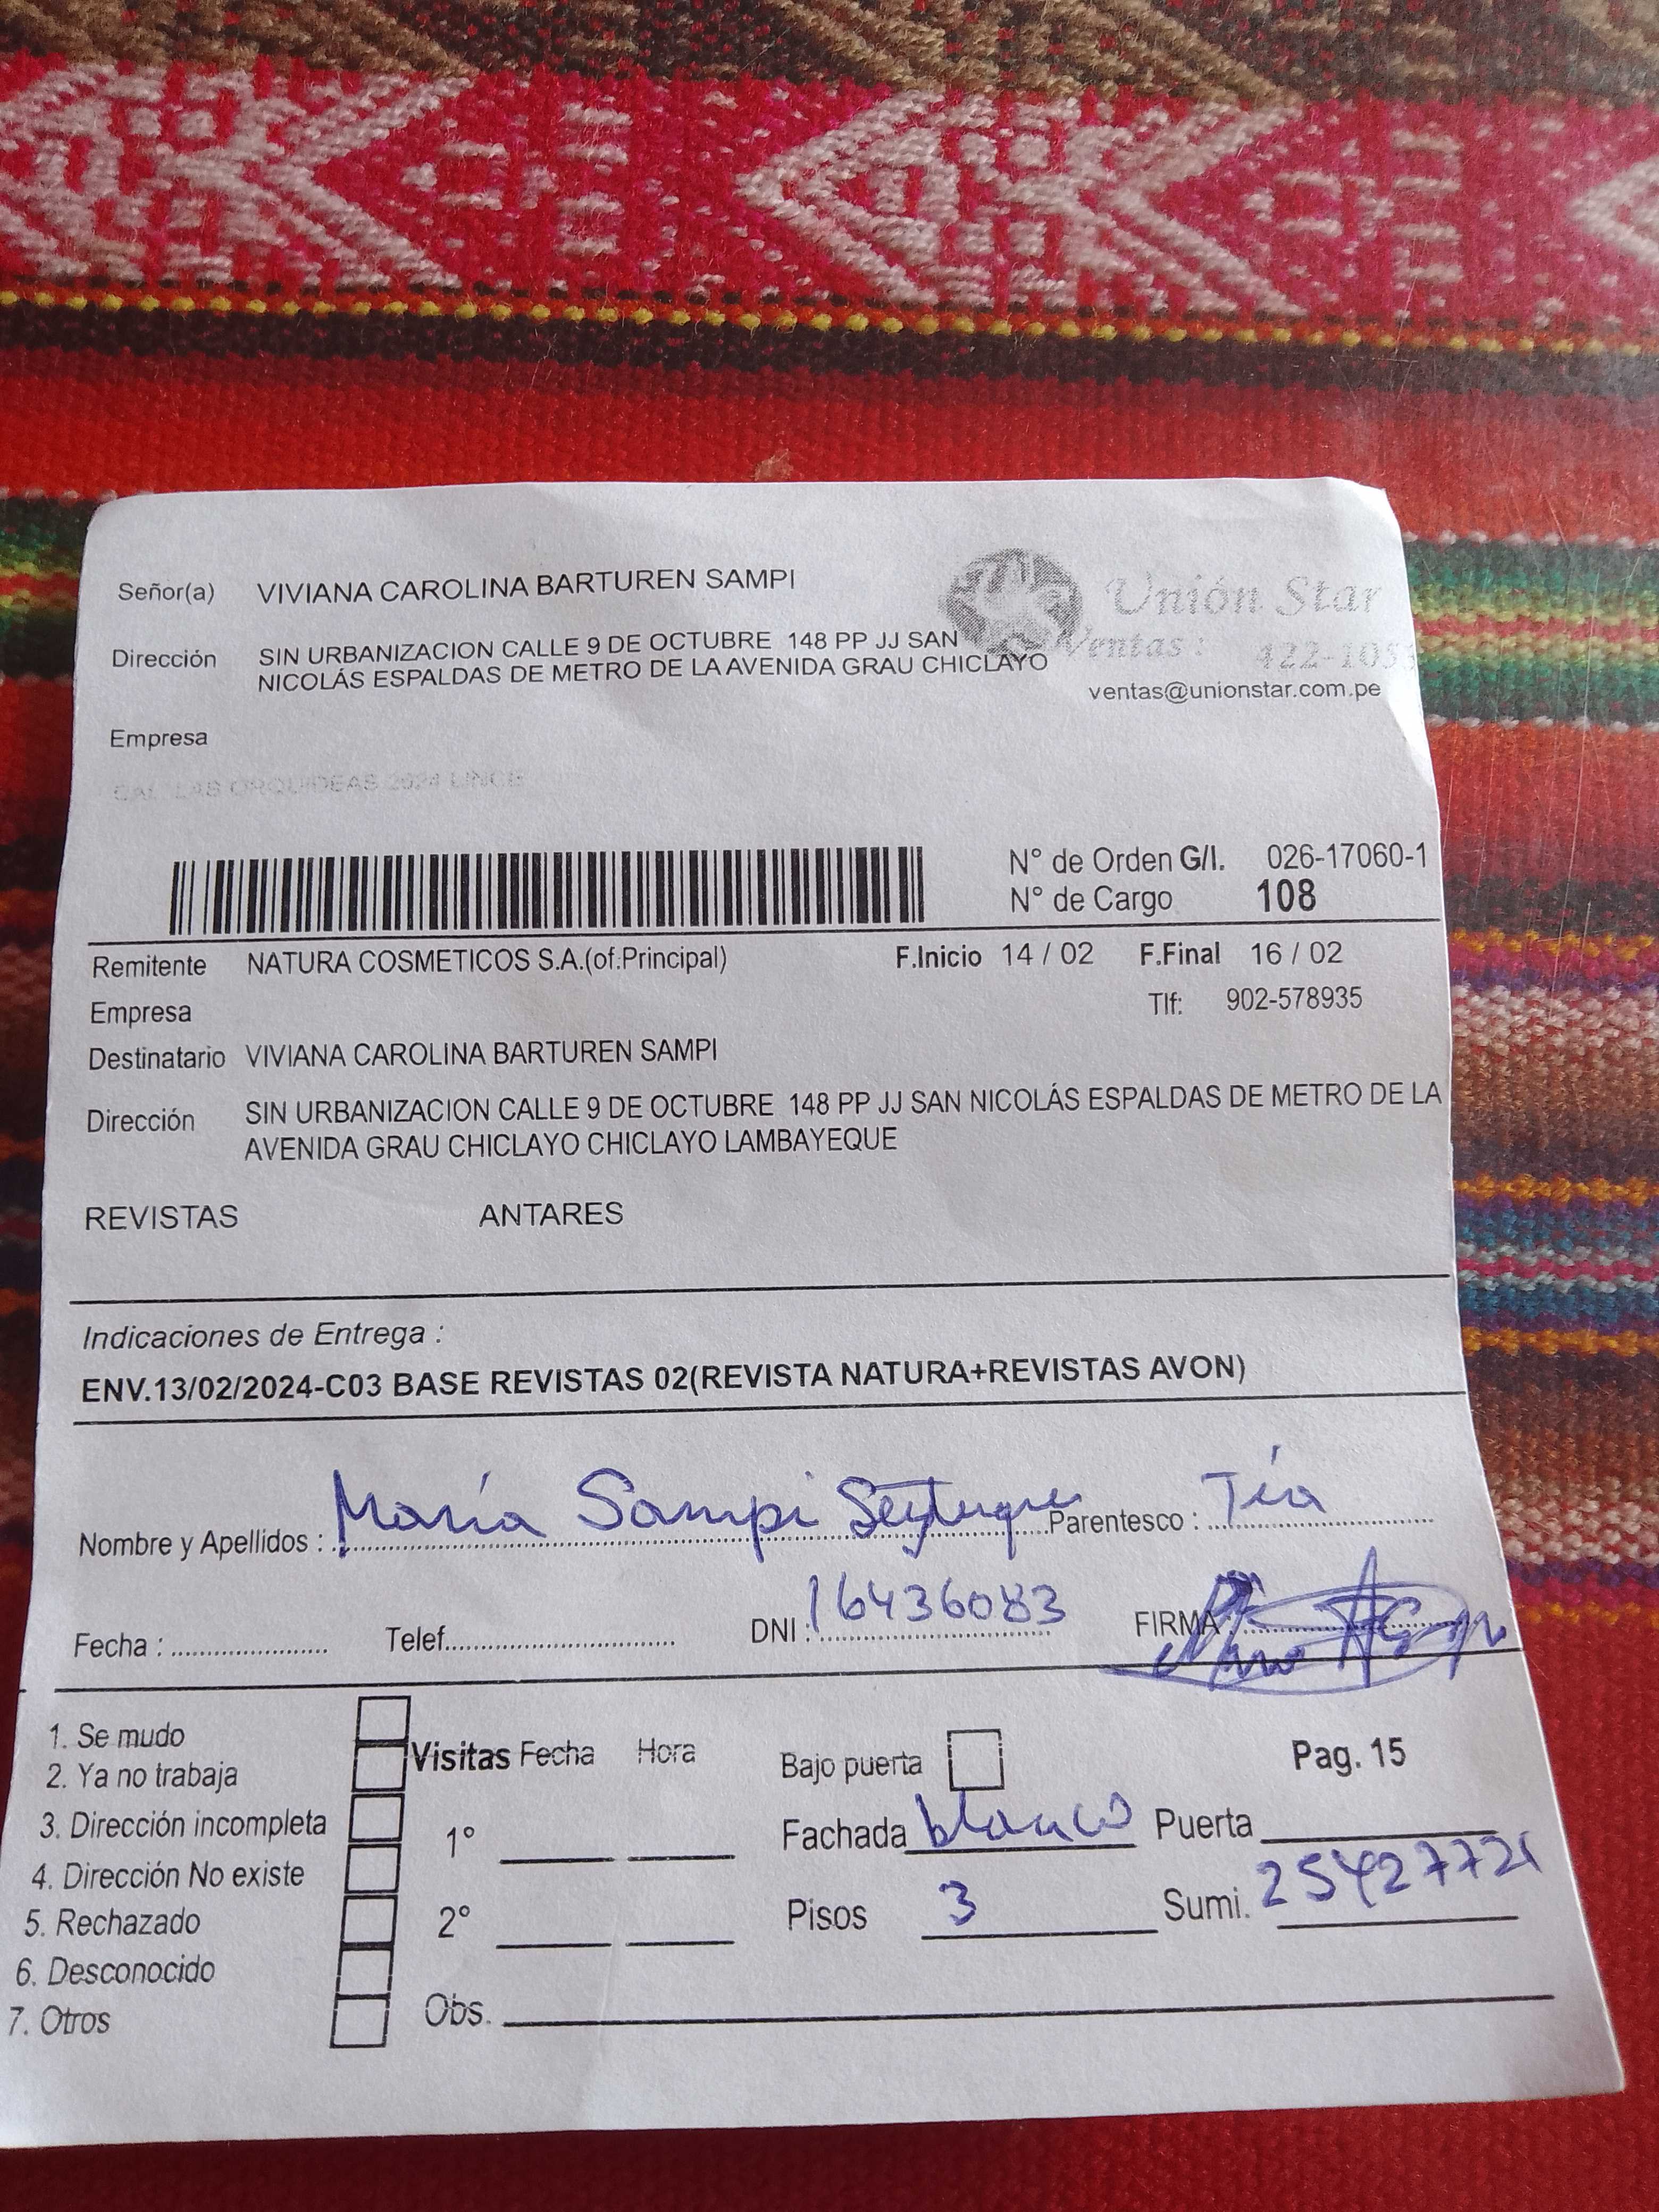 Señor(a) VIVIANA CAROLINA BARTUREN SAMPI
Unión Star
Dirección SIN URBANIZACION CALLE 9 DE OCTUBRE 148 PP JJ SAN
NICOLÁS ESPALDAS DE METRO DE LA AVENIDA GRAU CHICLAYO
Ventas : 422-105
ventas@unionstar.com.pe
Empresa
CAL LAS ORQUIDEAS 2024 LINCE
N° de Orden G/I. 026-17060-1
N° de Cargo 108
Remitente NATURA COSMETICOS S.A.(of.Principal) F.Inicio 14 / 02 F.Final 16 / 02
Empresa Tlf: 902-578935
Destinatario VIVIANA CAROLINA BARTUREN SAMPI
Dirección SIN URBANIZACION CALLE 9 DE OCTUBRE 148 PP JJ SAN NICOLÁS ESPALDAS DE METRO DE LA
AVENIDA GRAU CHICLAYO CHICLAYO LAMBAYEQUE
REVISTAS ANTARES
Indicaciones de Entrega :
ENV.13/02/2024-C03 BASE REVISTAS 02(REVISTA NATURA+REVISTAS AVON)
Nombre y Apellidos : María Sampi Parentesco : Tía
Fecha : Telef. DNI : 16436083 FIRMA :
1. Se mudo
2. Ya no trabaja
3. Dirección incompleta
4. Dirección No existe
5. Rechazado
6. Desconocido
7. Otros
Visitas Fecha Hora
1°
2°
Obs.
Bajo puerta Pag. 15
Fachada blanco Puerta
Pisos 3 Sumi. 25427721